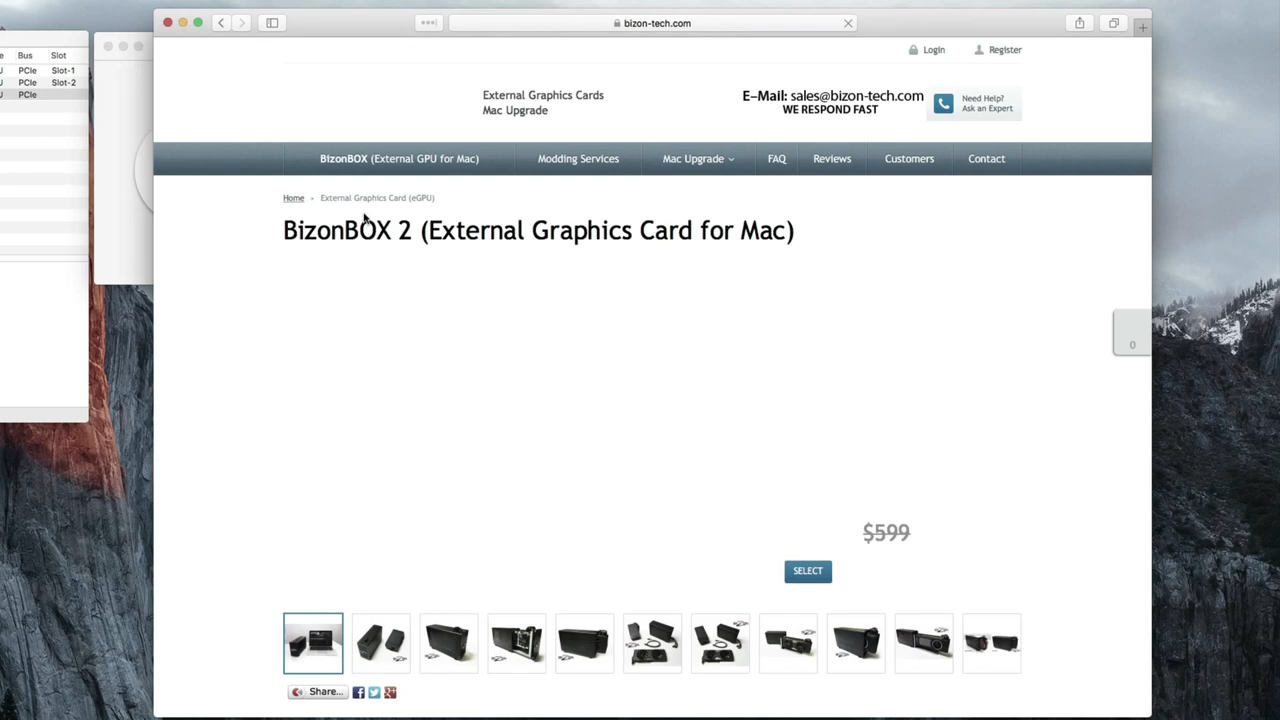 bizon-tech.com
Bus Slot
PCIe Slot-1
PCIe Slot-2
PCIe
Login Register
External Graphics Cards
Mac Upgrade
E-Mail: sales@bizon-tech.com
WE RESPOND FAST
Need Help?
Ask an Expert
BizonBOX (External GPU for Mac) Modding Services Mac Upgrade FAQ Reviews Customers Contact
Home External Graphics Card (eGPU)
BizonBOX 2 (External Graphics Card for Mac)
0
$599
SELECT
Share...